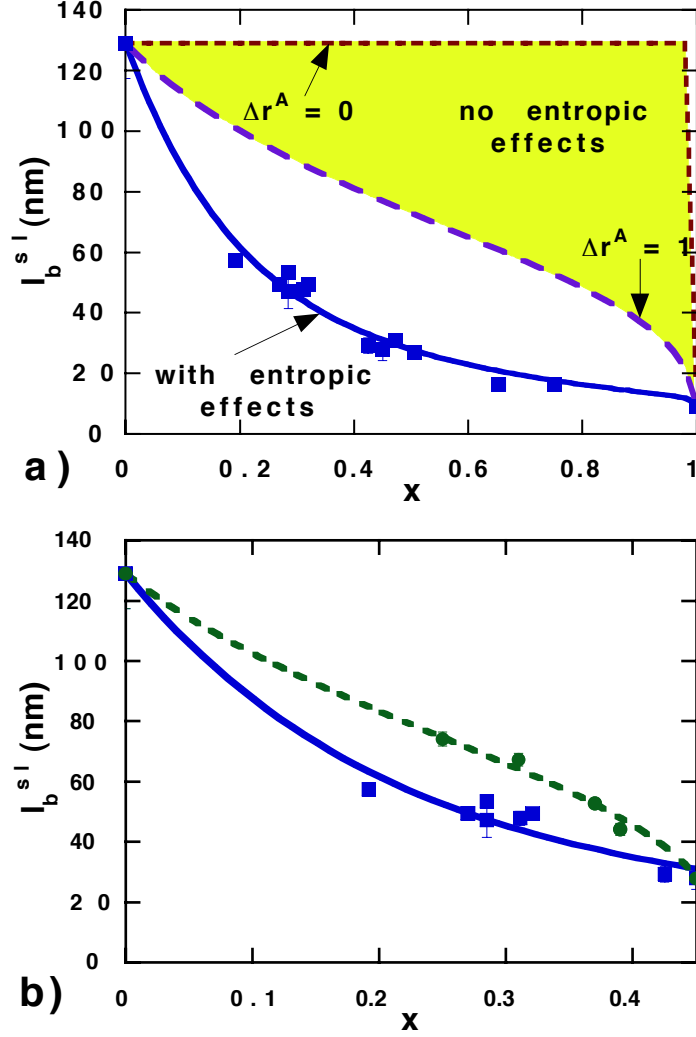 140
120
100
80
60
40
20
0
l_b^sl (nm)
Δr^A = 0
no entropic
effects
Δr^A = 1
with entropic
effects
0 0.2 0.4 0.6 0.8 1
a) x
140
120
100
80
60
40
20
0
l_b^sl (nm)
0 0.1 0.2 0.3 0.4
b) x